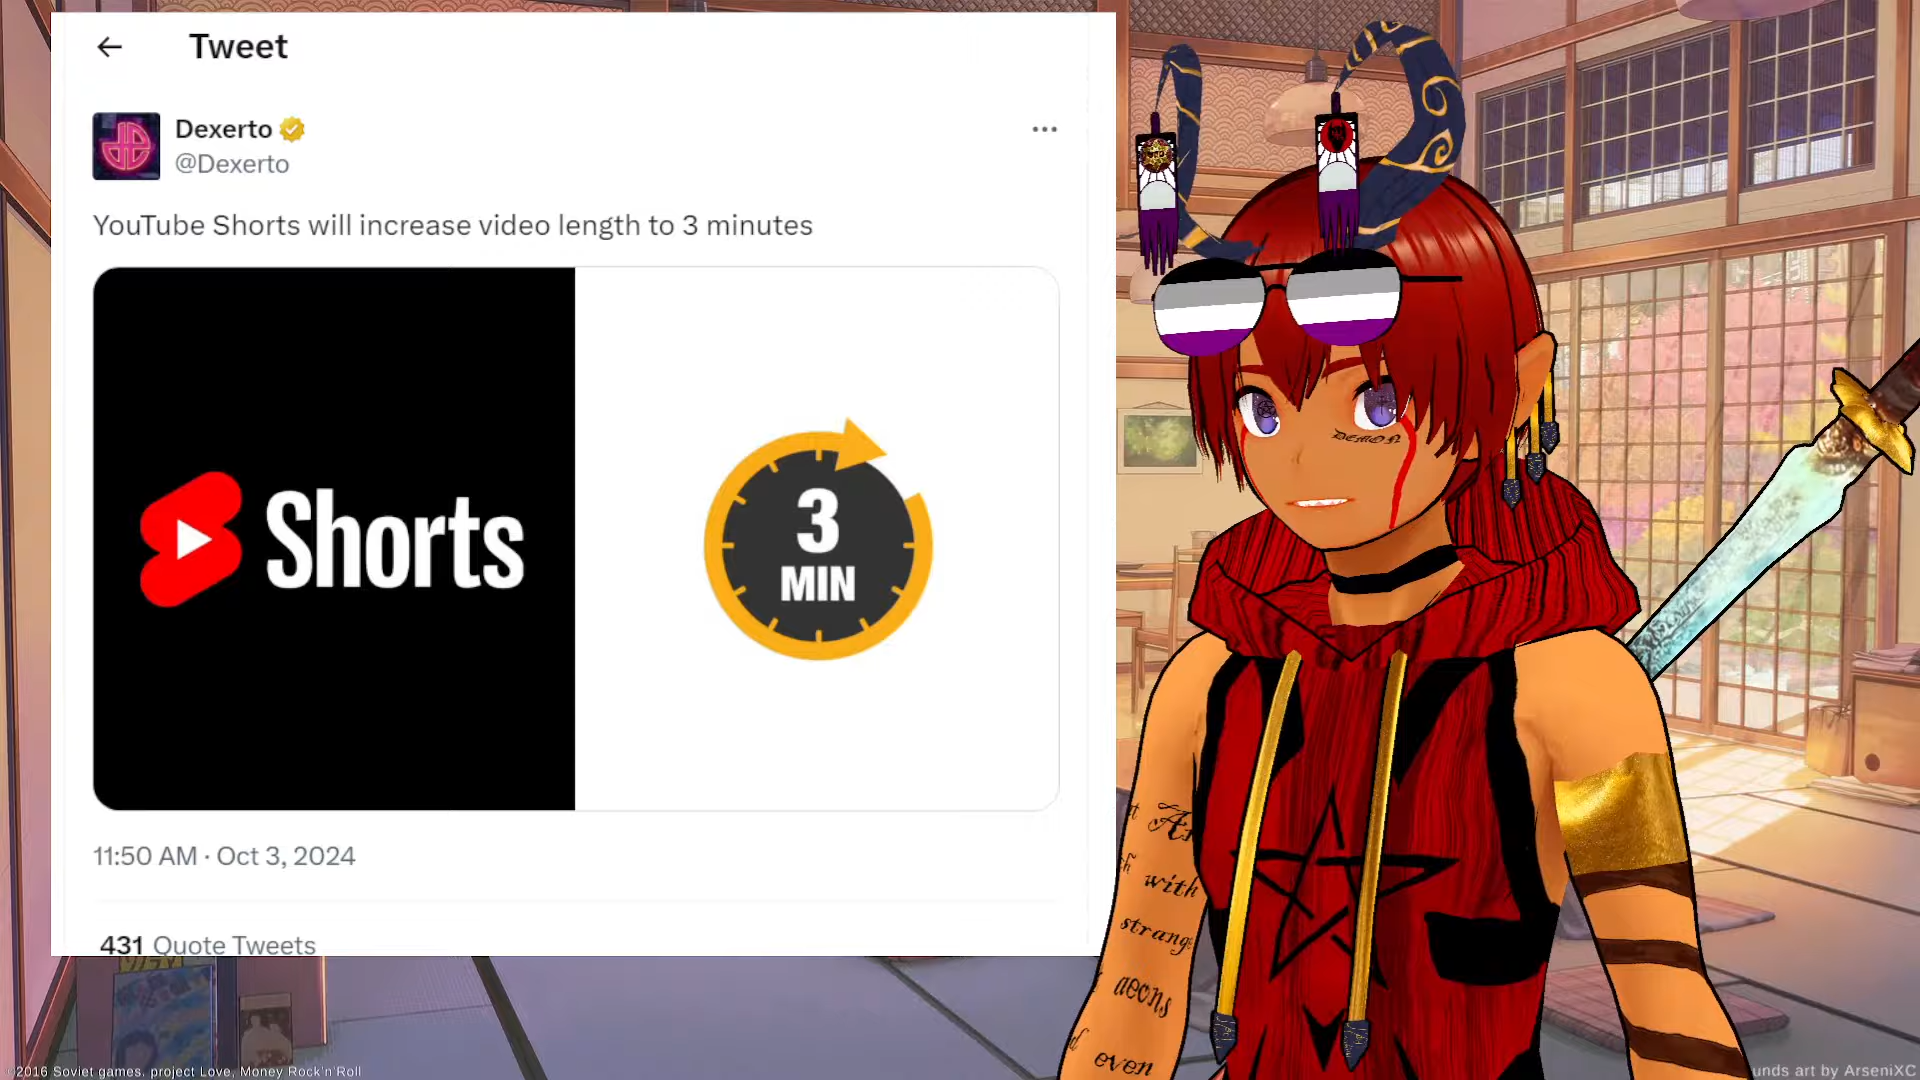 Tweet
Dexerto
@Dexerto
YouTube Shorts will increase video length to 3 minutes
Shorts
3
MIN
11:50 AM · Oct 3, 2024
431 Quote Tweets
DEMON
with
strange
aeons
even
2016 Soviet games. project Love, Money Rock'n'Roll
unds art by ArseniXC